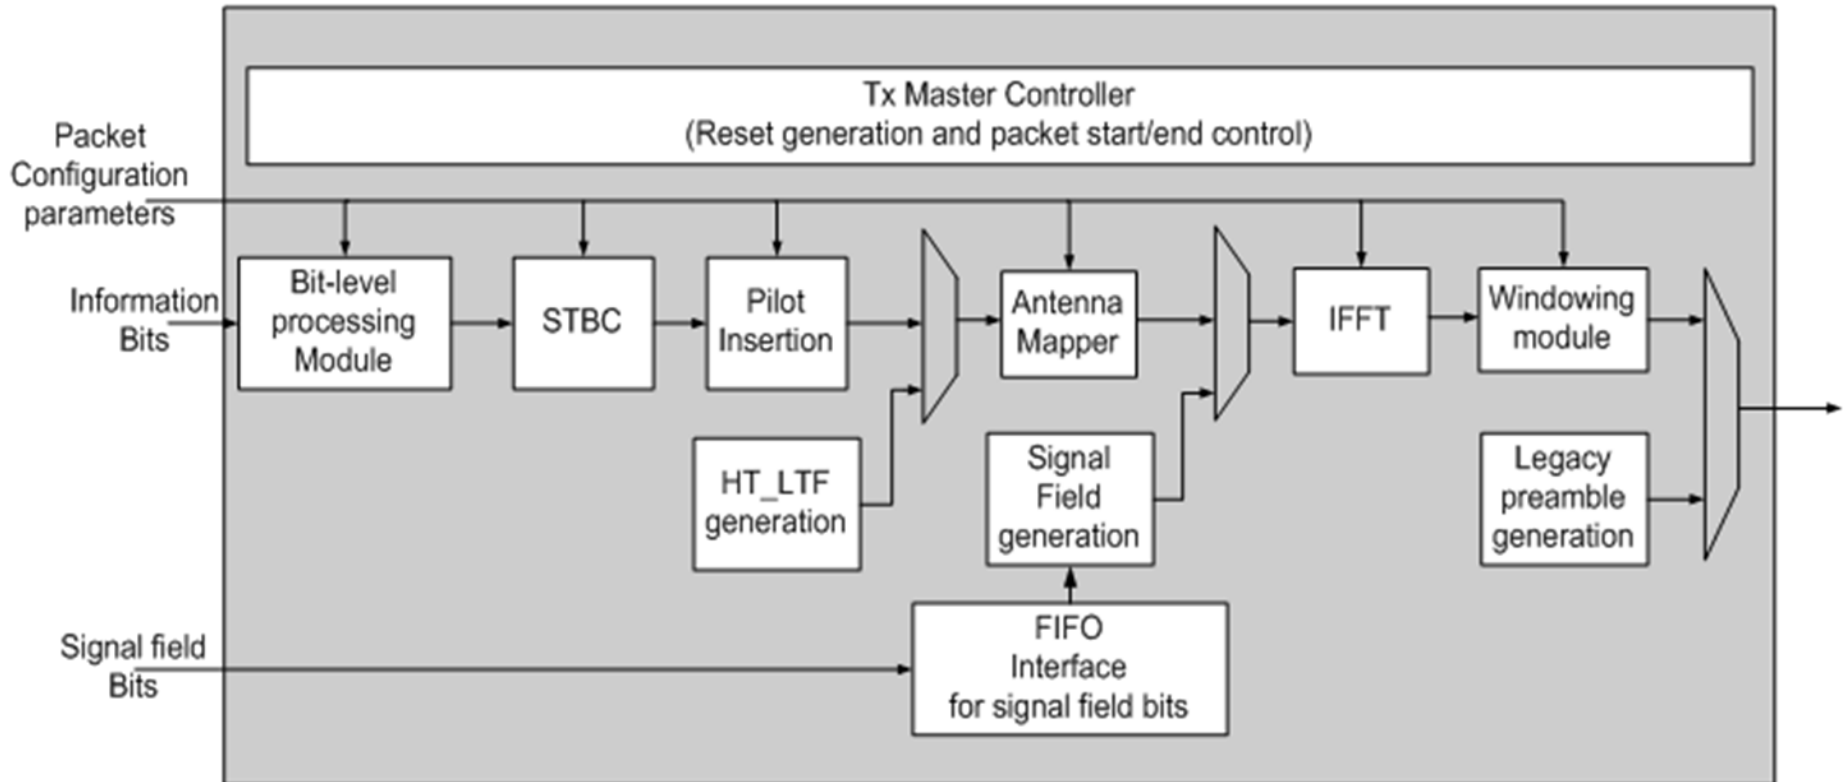 Tx Master Controller
(Reset generation and packet start/end control)
Packet
Configuration
parameters
Information
Bits
Bit-level
processing
Module
STBC
Pilot
Insertion
Antenna
Mapper
IFFT
Windowing
module
HT_LTF
generation
Signal
Field
generation
Legacy
preamble
generation
Signal field
Bits
FIFO
Interface
for signal field bits